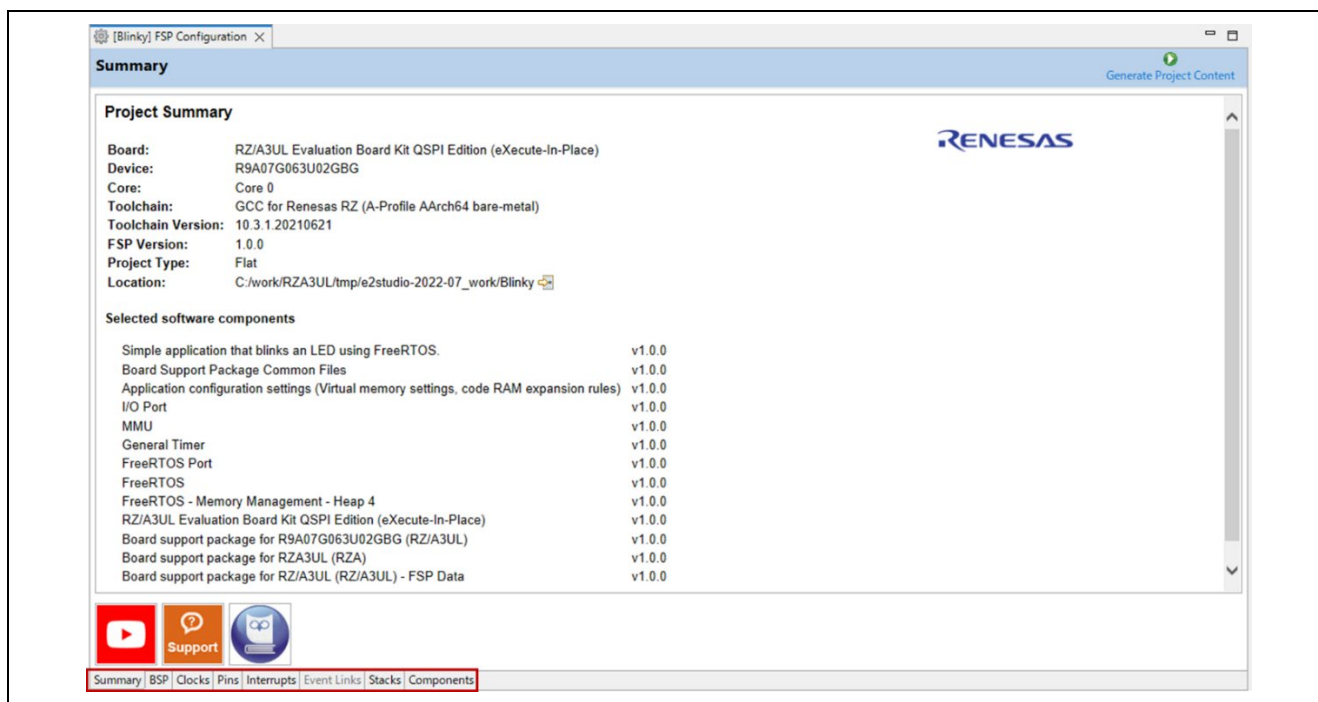 [Blinky] FSP Configuration
Summary
Generate Project Content
Project Summary
RENESAS
Board: RZ/A3UL Evaluation Board Kit QSPI Edition (eXecute-In-Place)
Device: R9A07G063U02GBG
Core: Core 0
Toolchain: GCC for Renesas RZ (A-Profile AArch64 bare-metal)
Toolchain Version: 10.3.1.20210621
FSP Version: 1.0.0
Project Type: Flat
Location: C:/work/RZA3UL/tmp/e2studio-2022-07_work/Blinky
Selected software components
Simple application that blinks an LED using FreeRTOS. v1.0.0
Board Support Package Common Files v1.0.0
Application configuration settings (Virtual memory settings, code RAM expansion rules) v1.0.0
I/O Port v1.0.0
MMU v1.0.0
General Timer v1.0.0
FreeRTOS Port v1.0.0
FreeRTOS v1.0.0
FreeRTOS - Memory Management - Heap 4 v1.0.0
RZ/A3UL Evaluation Board Kit QSPI Edition (eXecute-In-Place) v1.0.0
Board support package for R9A07G063U02GBG (RZ/A3UL) v1.0.0
Board support package for RZA3UL (RZA) v1.0.0
Board support package for RZ/A3UL (RZ/A3UL) - FSP Data v1.0.0
Support
Summary BSP Clocks Pins Interrupts Event Links Stacks Components